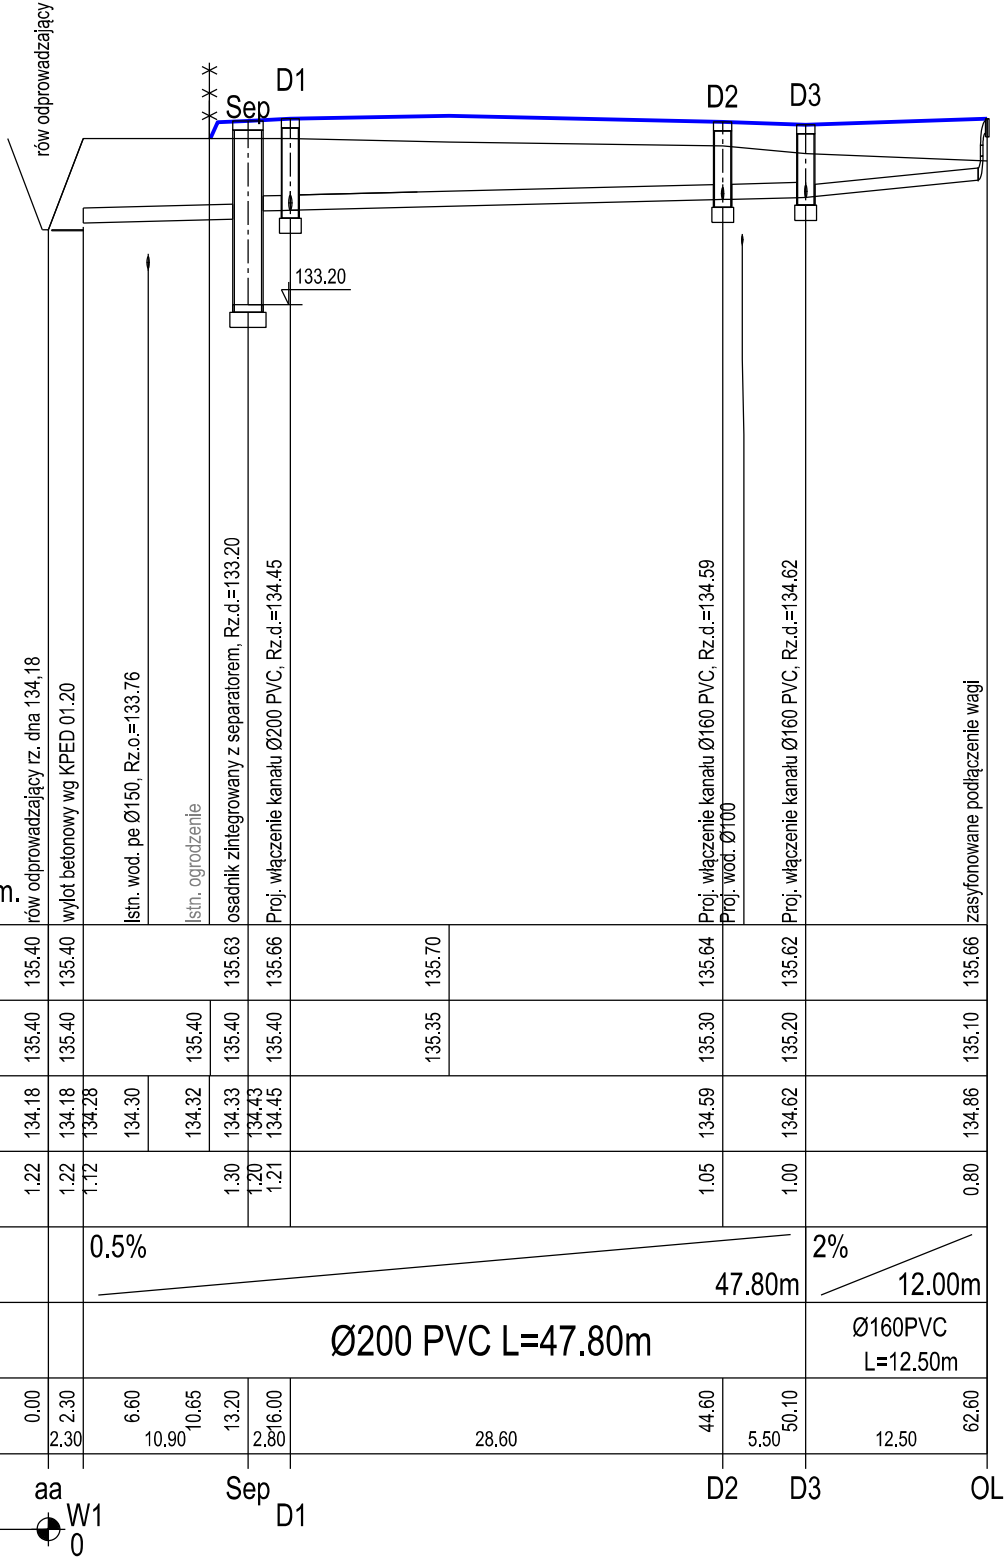 rów odprowadzający
D1
Sep
D2
D3
133.20
rów odprowadzający rz. dna 134,18
wylot betonowy wg KPED 01.20
Istn. wod. pe Ø150, Rz.o.=133.76
Istn. ogrodzenie
osadnik zintegrowany z separatorem, Rz.d.=133.20
Proj. włączenie kanału Ø200 PVC, Rz.d.=134.45
Proj. włączenie kanału Ø160 PVC, Rz.d.=134.59
Proj. wod. Ø100
Proj. włączenie kanału Ø160 PVC, Rz.d.=134.62
zasyfonowane podłączenie wagi
m.
135.40 135.40 135.63 135.66 135.70 135.64 135.62 135.66
135.40 135.40 135.40 135.40 135.40 135.35 135.30 135.20 135.10
134.18 134.18 134.28 134.30 134.32 134.33 134.43 134.45 134.59 134.62 134.86
1.22 1.22 1.12 1.30 1.20 1.21 1.05 1.00 0.80
0.5% 2%
47.80m 12.00m
Ø200 PVC L=47.80m
Ø160PVC
L=12.50m
0.00 2.30 6.60 10.65 13.20 16.00 44.60 50.10 62.60
2.30 10.90 2.80 28.60 5.50 12.50
aa Sep D2 D3 OL
W1 D1
0